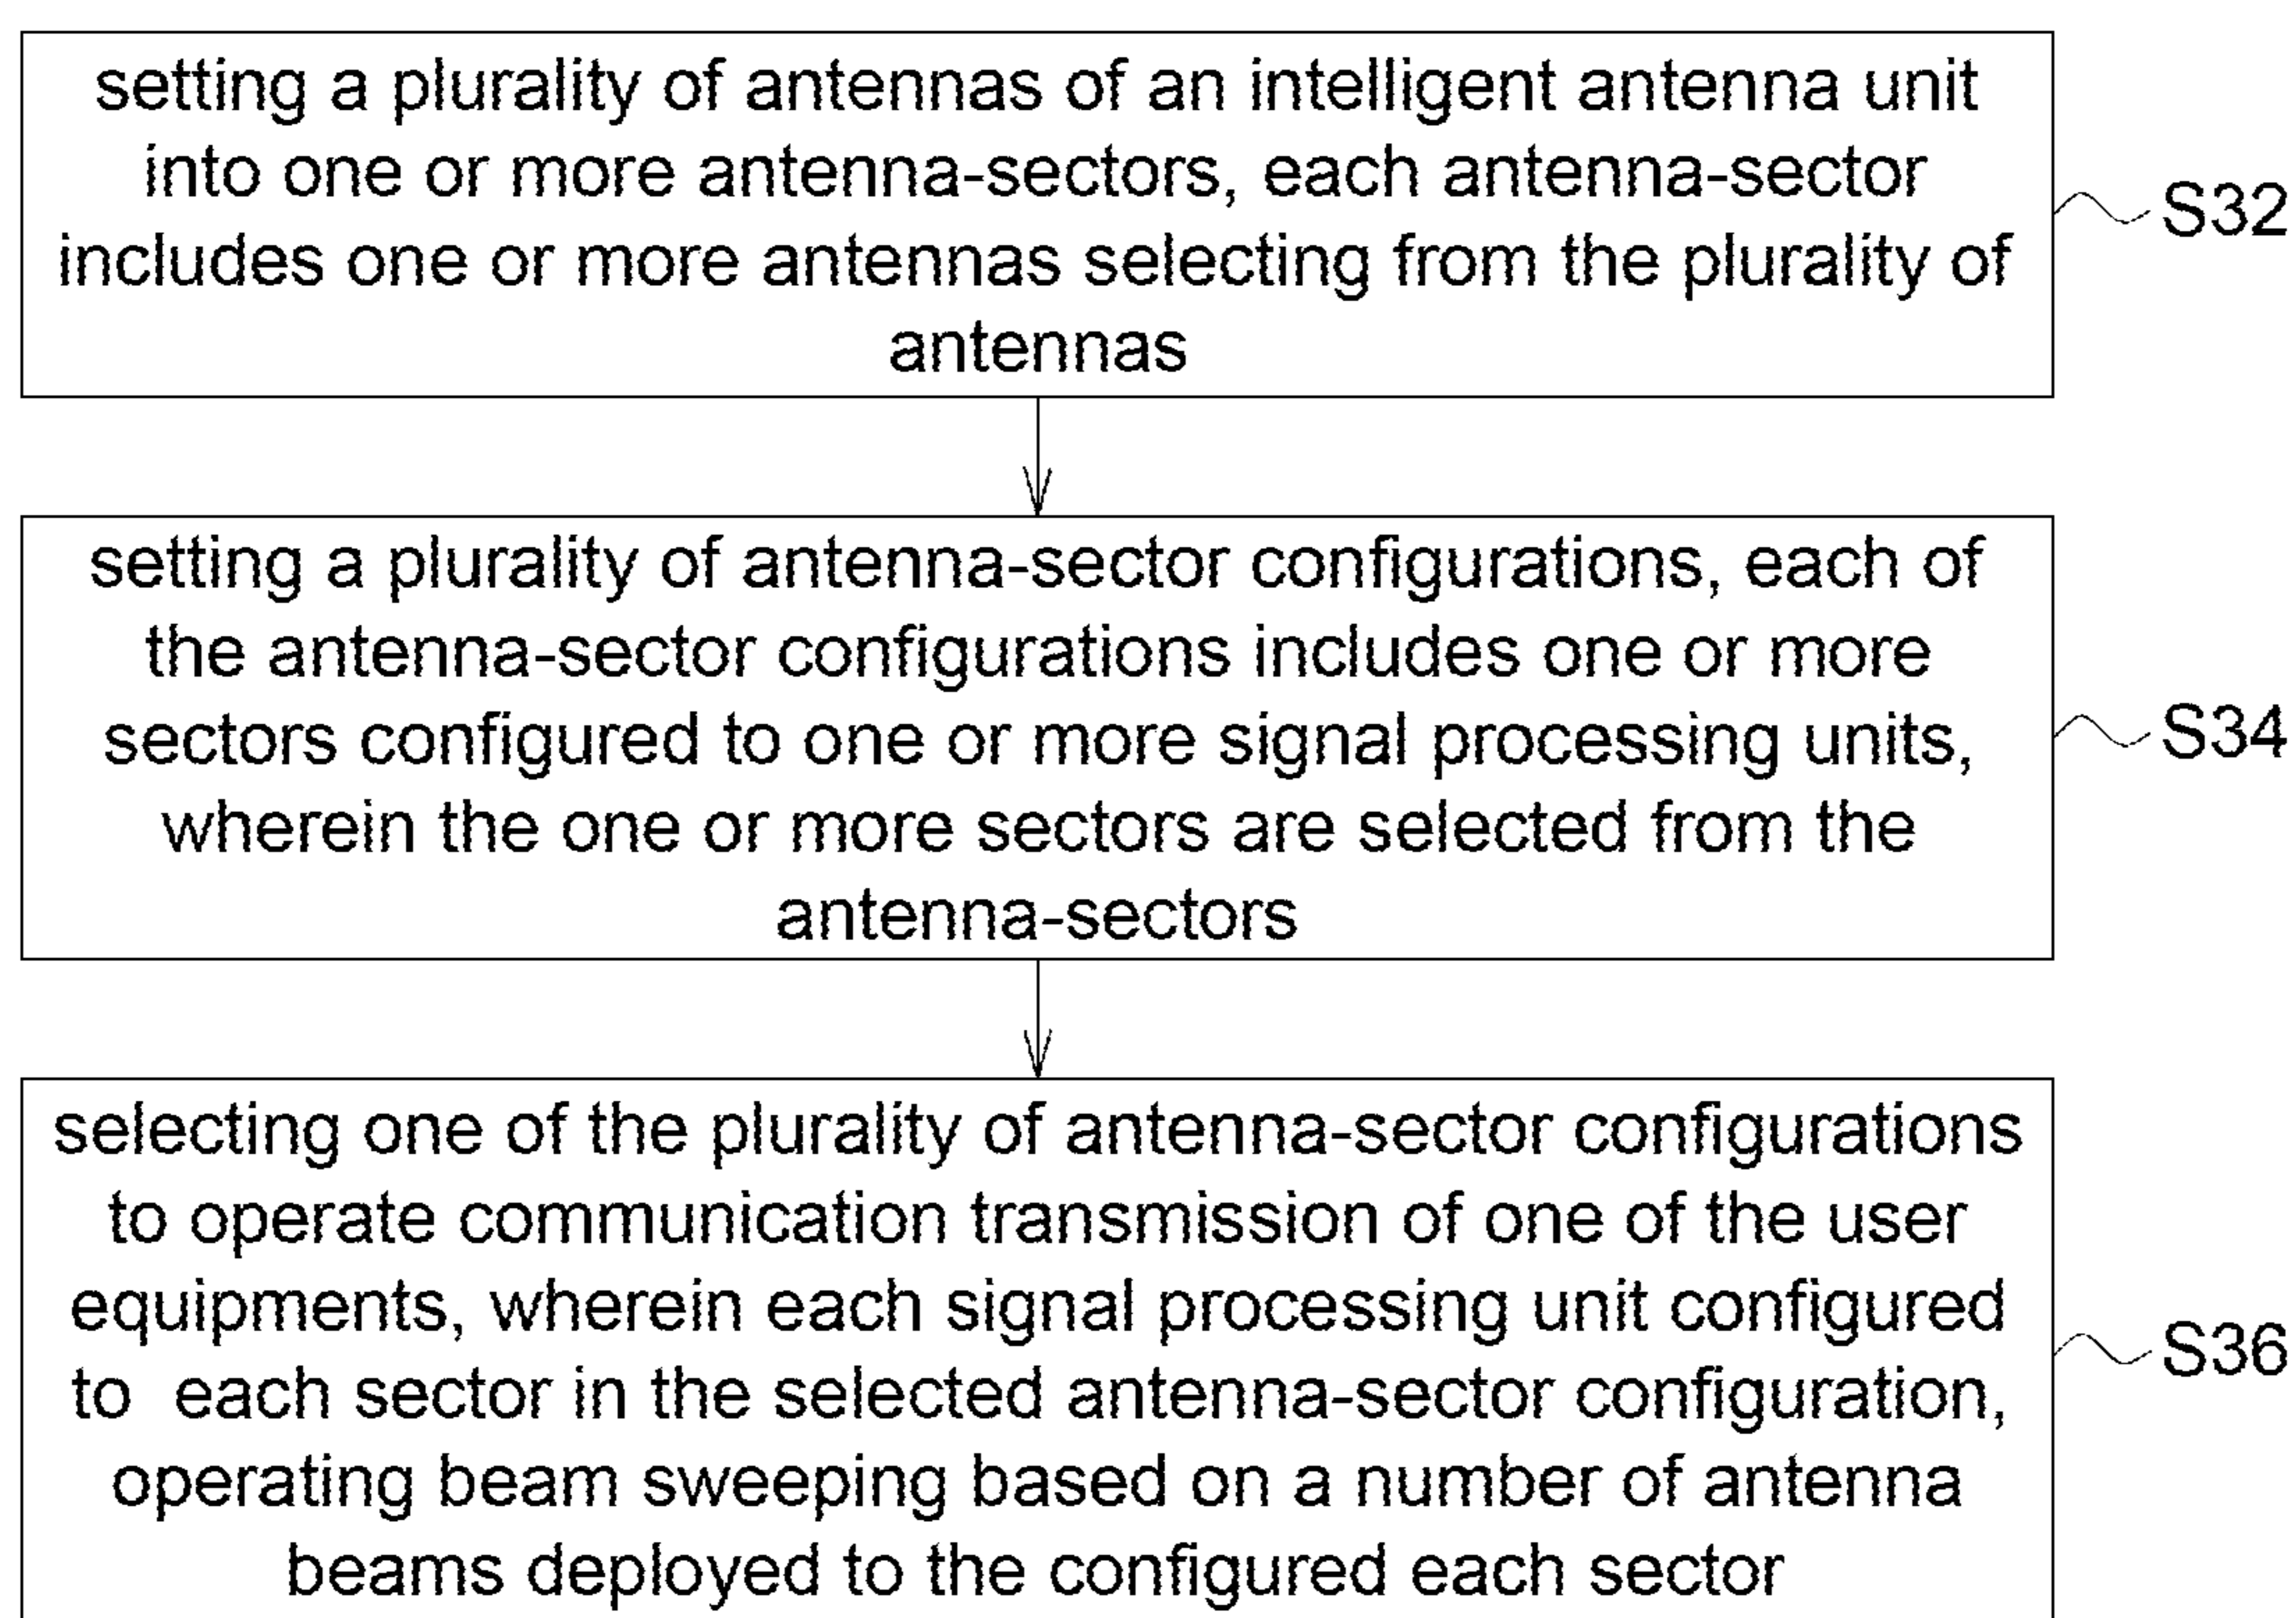 setting a plurality of antennas of an intelligent antenna unit
into one or more antenna-sectors, each antenna-sector
includes one or more antennas selecting from the plurality of
antennas
S32
setting a plurality of antenna-sector configurations, each of
the antenna-sector configurations includes one or more
sectors configured to one or more signal processing units,
wherein the one or more sectors are selected from the
antenna-sectors
S34
selecting one of the plurality of antenna-sector configurations
to operate communication transmission of one of the user
equipments, wherein each signal processing unit configured
to each sector in the selected antenna-sector configuration,
operating beam sweeping based on a number of antenna
beams deployed to the configured each sector
S36